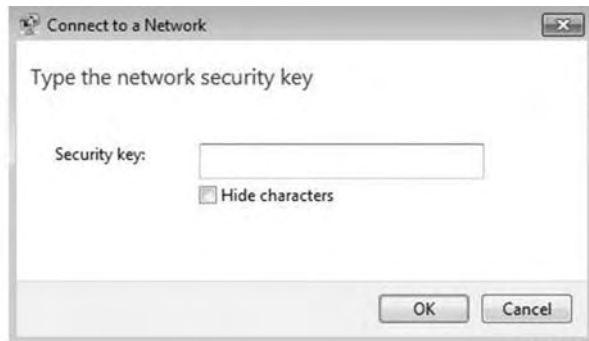 Connect to a Network
Type the network security key
Security key:
Hide characters
OK
Cancel